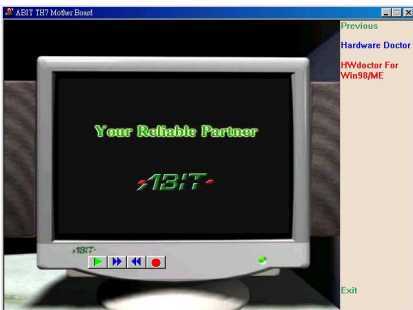 ABIT TH7 Mother Board
Previous
Hardware Doctor
HWdoctor For
Win98/ME
Your Reliable Partner
ABIT
ABIT
Exit